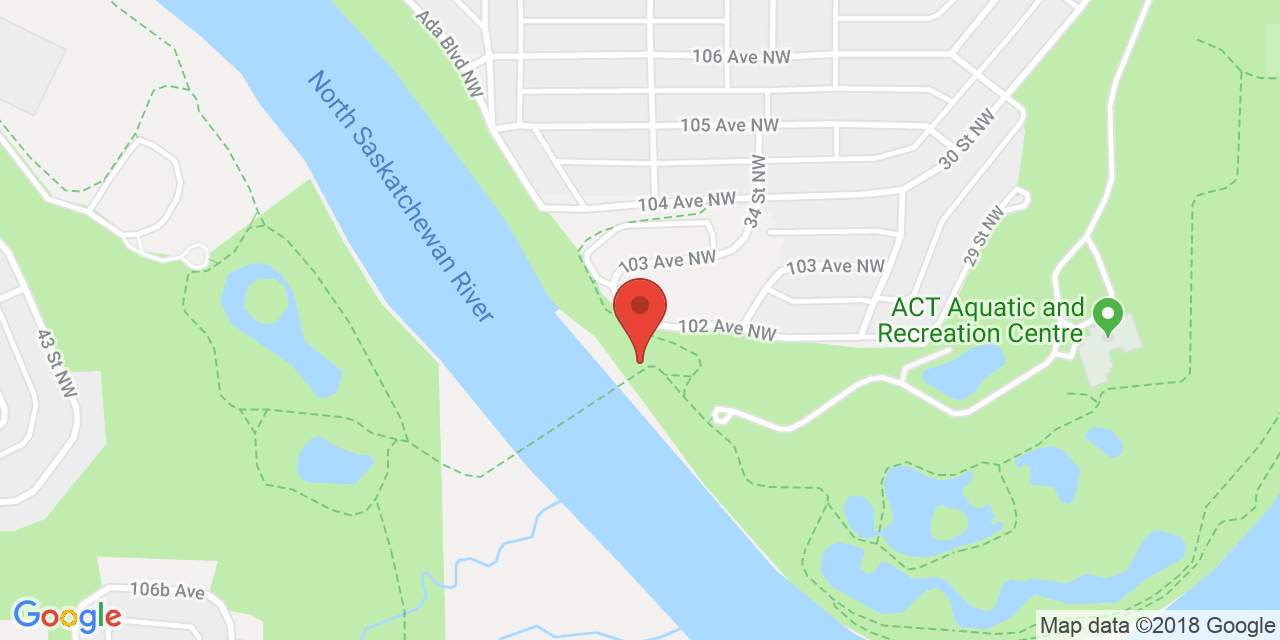 Ada Blvd NW
106 Ave NW
North Saskatchewan River
105 Ave NW
30 St NW
34 St NW
104 Ave NW
29 St NW
103 Ave NW
103 Ave NW
ACT Aquatic and
Recreation Centre
102 Ave NW
43 St NW
106b Ave
Google
Map data ©2018 Google